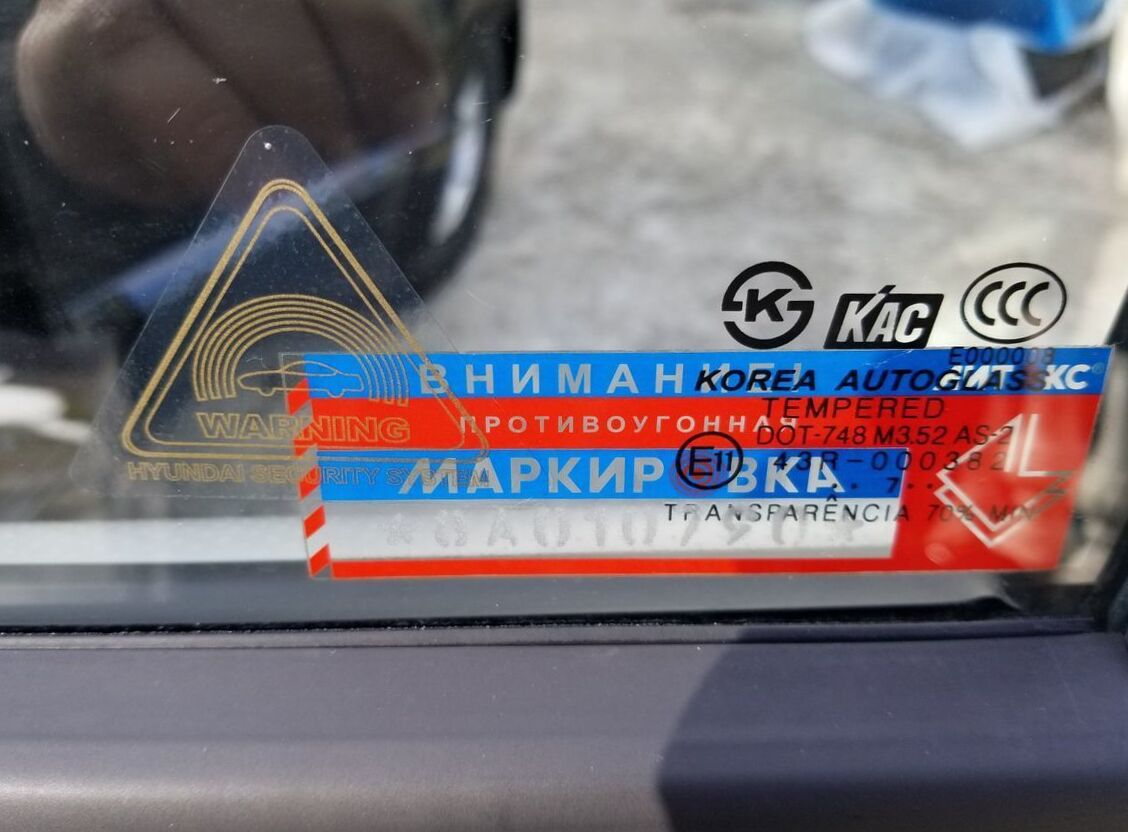 WARNING
HYUNDAI SECURITY SYSTEM
K
KAC
CCC
E000008
ВНИМАНИЕ!
KOREA AUTOGLASS
TEMPERED
ПРОТИВОУГОННАЯ
DOT-748 M3.52 AS-2
E11
43R-000382
МАРКИРОВКА
. . 7 . .
TRANSPARÊNCIA 70% MIN